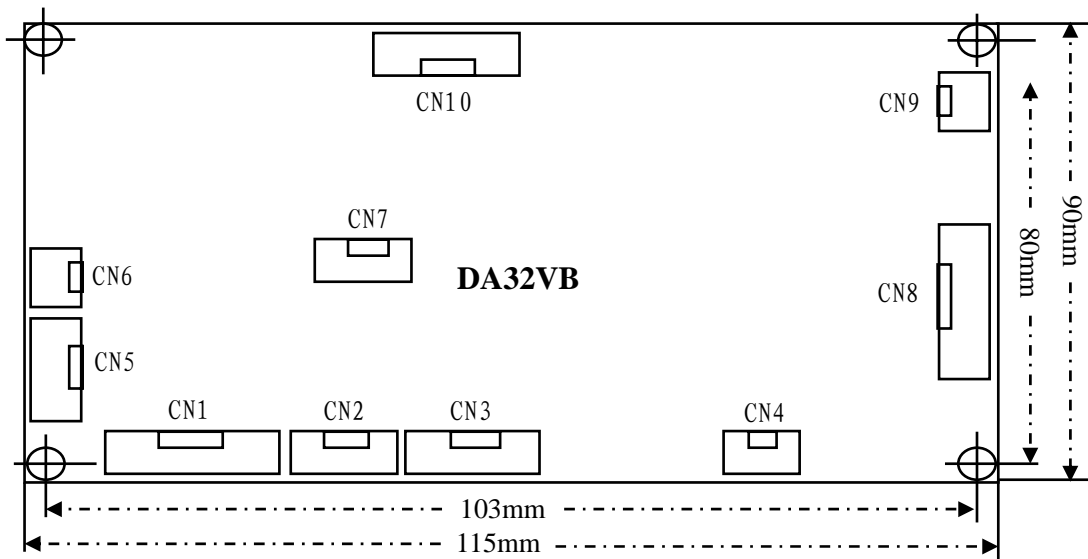 CN10
CN9
CN7
CN6
DA32VB
CN8
CN5
CN1
CN2
CN3
CN4
80mm
90mm
103mm
115mm